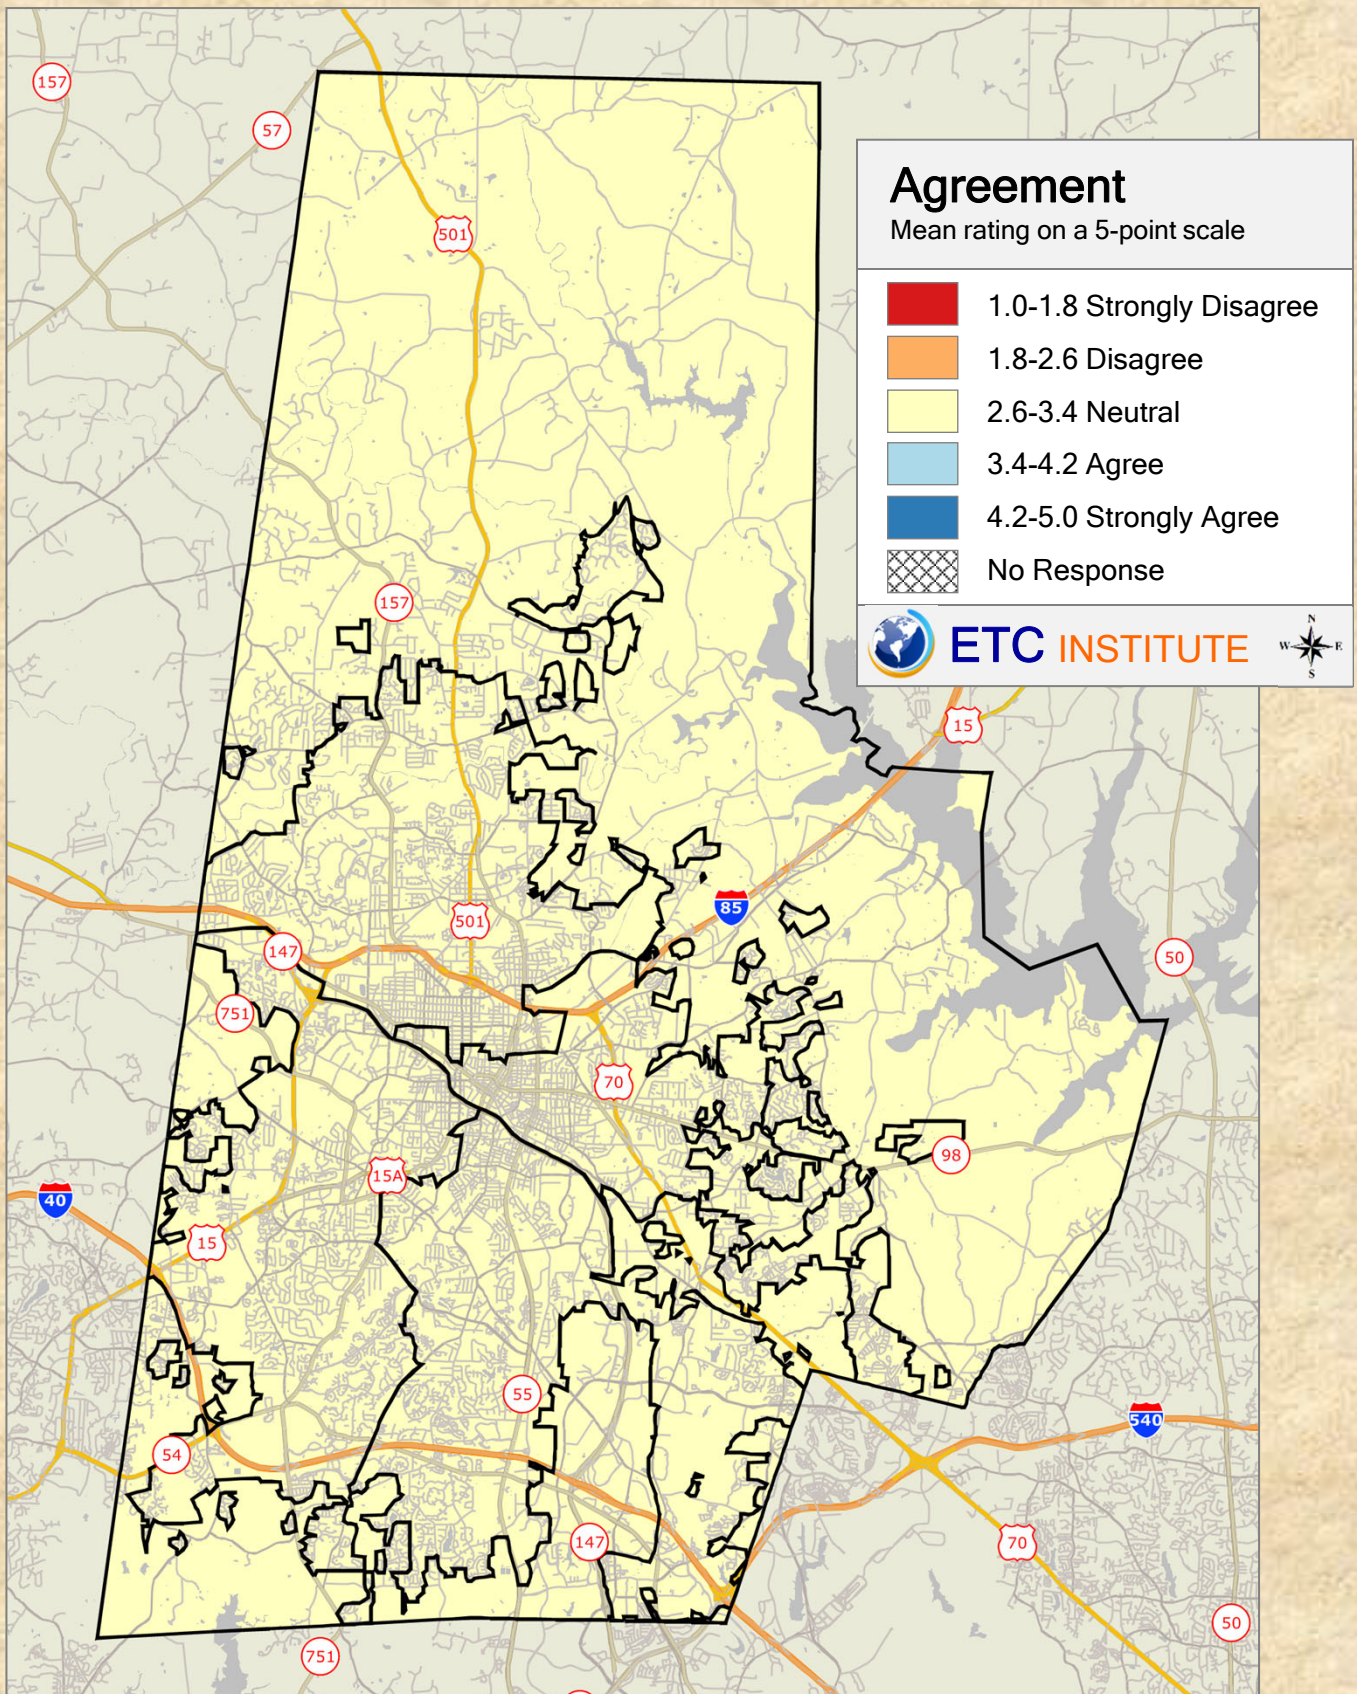 157
57
501
Agreement
Mean rating on a 5-point scale
1.0-1.8 Strongly Disagree
1.8-2.6 Disagree
2.6-3.4 Neutral
3.4-4.2 Agree
4.2-5.0 Strongly Agree
No Response
ETC INSTITUTE
N
W E
S
157
15
501
85
147
50
751
70
98
15A
40
15
55
540
54
147
70
50
751